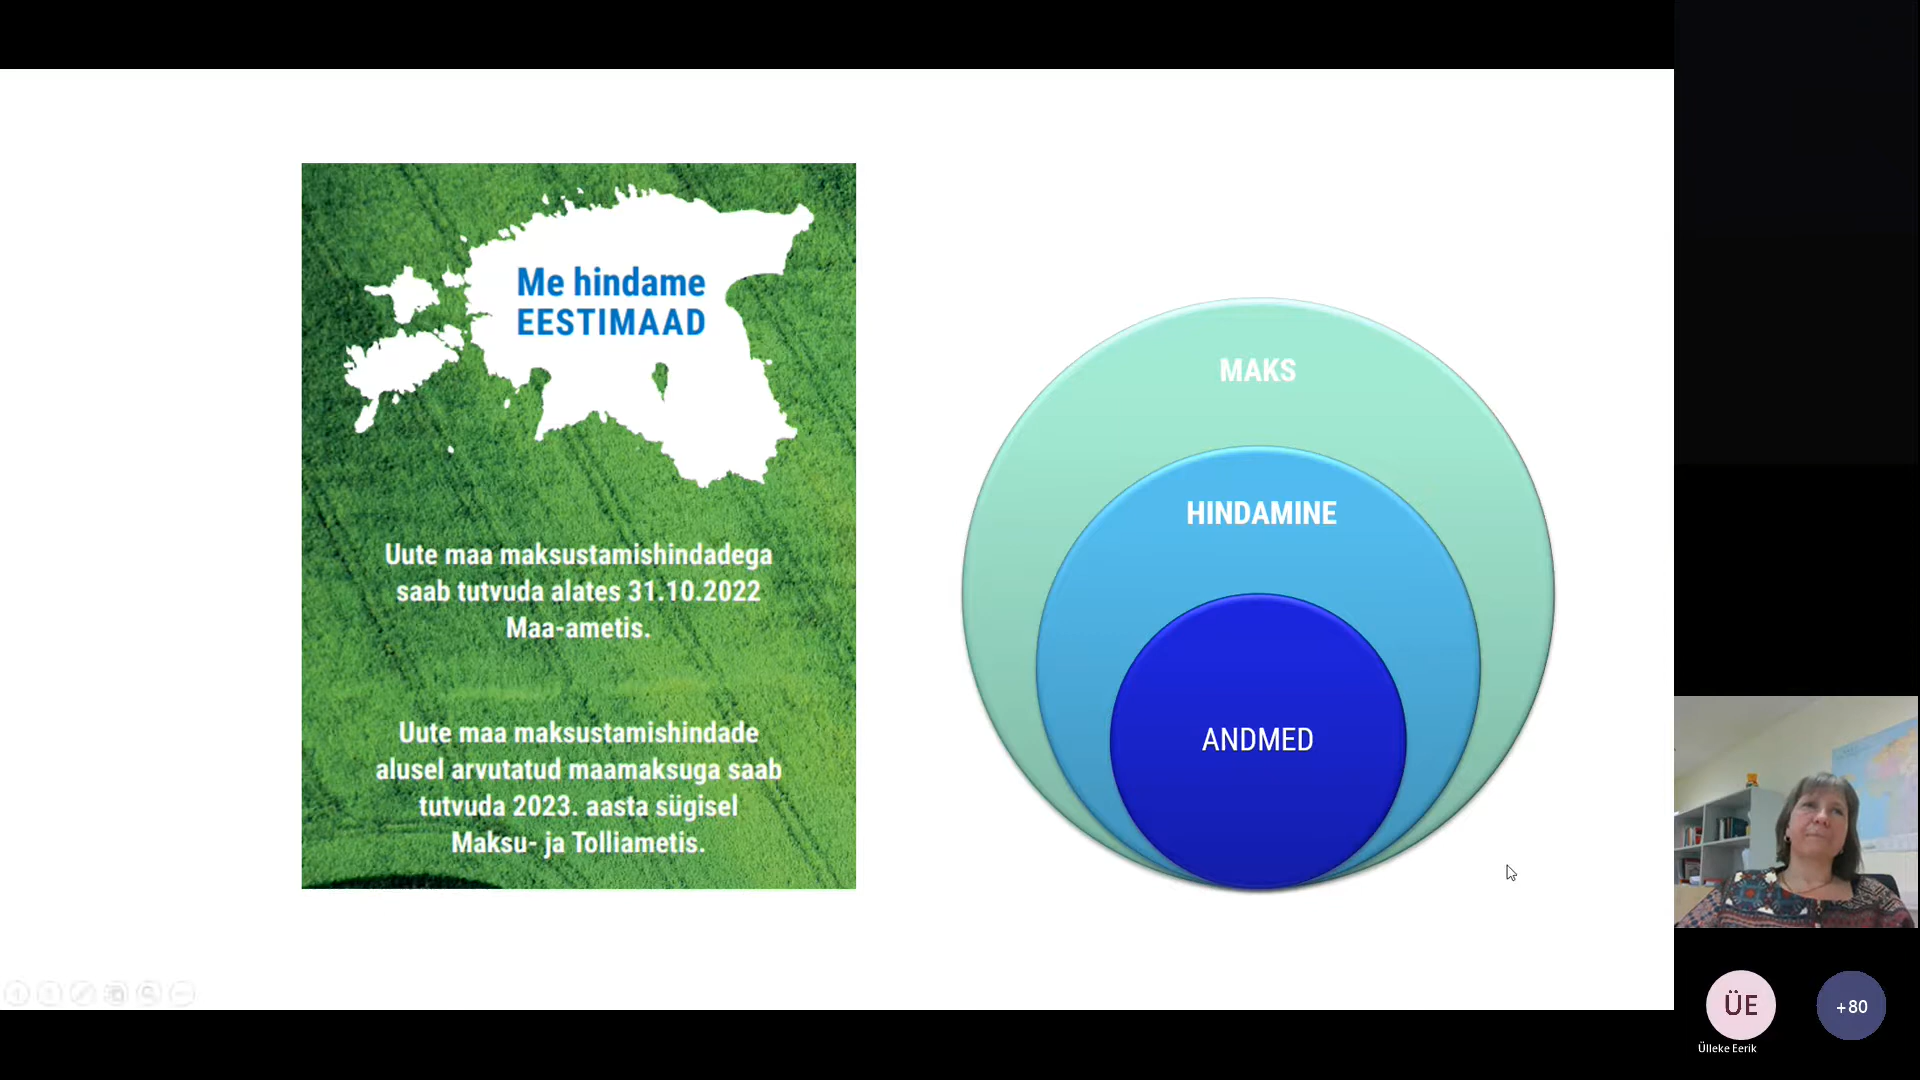 Me hindame
EESTIMAAD
Uute maa maksustamishindadega
saab tutvuda alates 31.10.2022
Maa-ametis.
Uute maa maksustamishindade
alusel arvutatud maamaksuga saab
tutvuda 2023. aasta sügisel
Maksu- ja Tolliametis.
MAKS
HINDAMINE
ANDMED
ÜE
+80
Ülleke Eerik